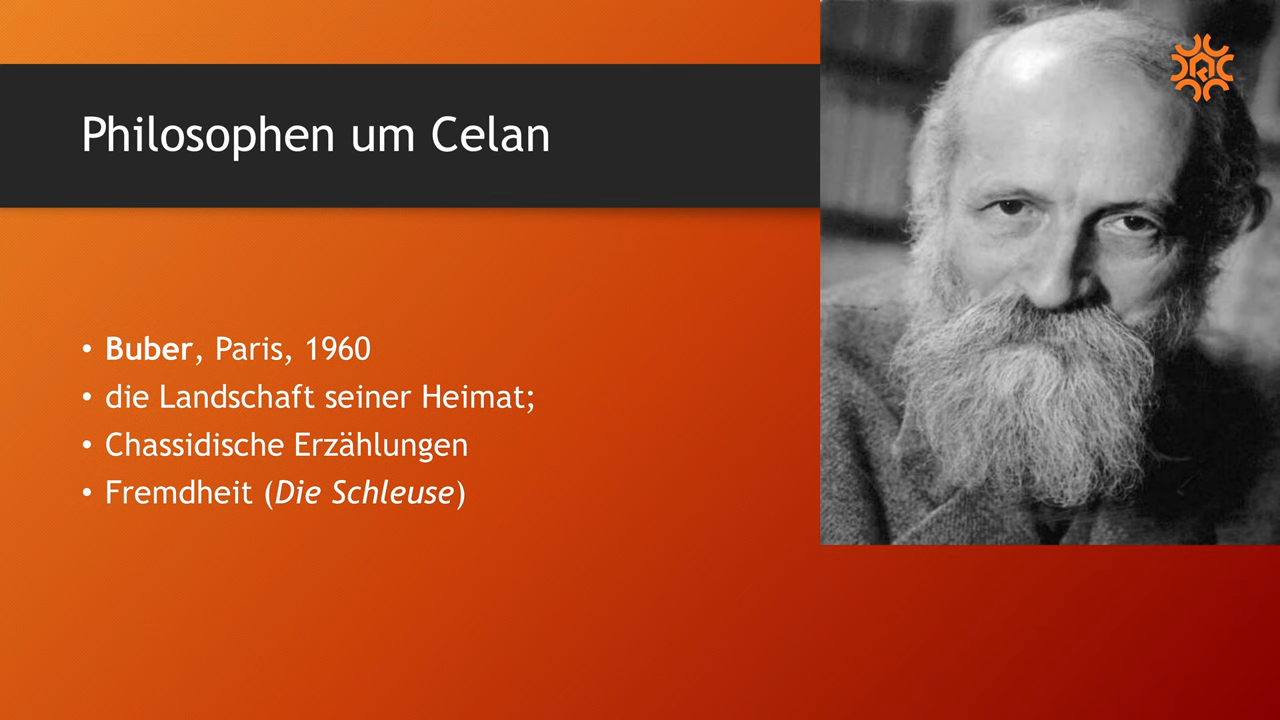 Philosophen um Celan
• Buber, Paris, 1960
• die Landschaft seiner Heimat;
• Chassidische Erzählungen
• Fremdheit (Die Schleuse)